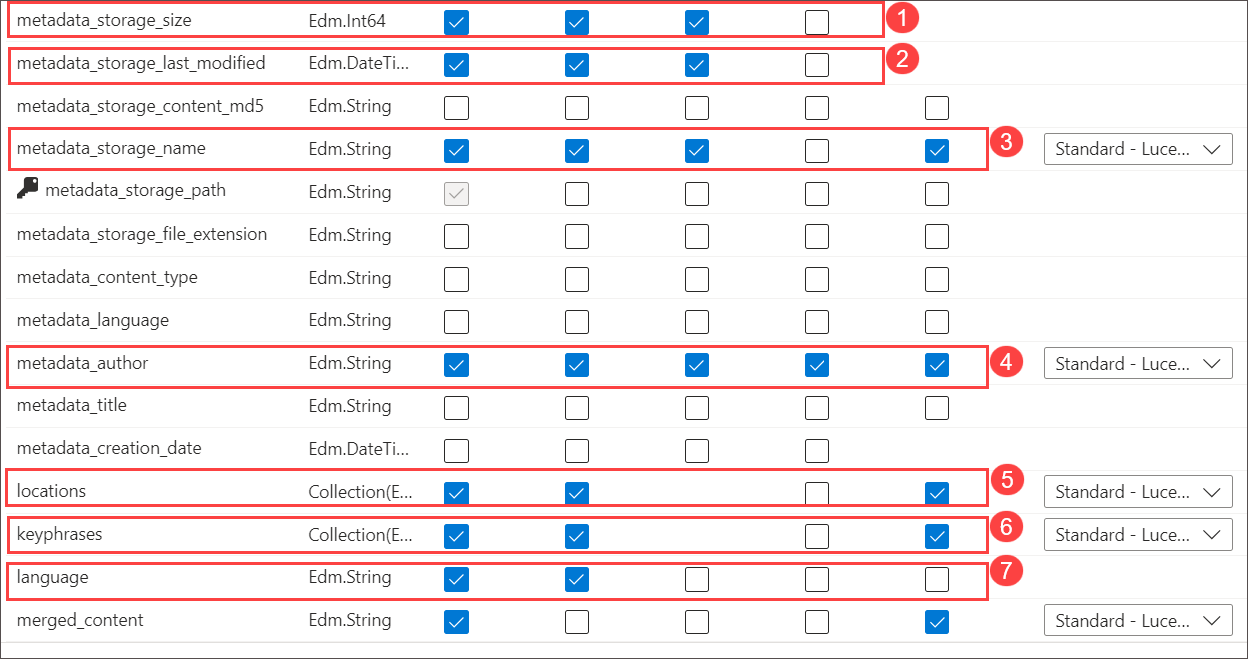 metadata_storage_size Edm.Int64 1
metadata_storage_last_modified Edm.DateTi... 2
metadata_storage_content_md5 Edm.String
metadata_storage_name Edm.String 3 Standard - Luce...
metadata_storage_path Edm.String
metadata_storage_file_extension Edm.String
metadata_content_type Edm.String
metadata_language Edm.String
metadata_author Edm.String 4 Standard - Luce...
metadata_title Edm.String
metadata_creation_date Edm.DateTi...
locations Collection(E... 5 Standard - Luce...
keyphrases Collection(E... 6 Standard - Luce...
language Edm.String 7
merged_content Edm.String Standard - Luce...